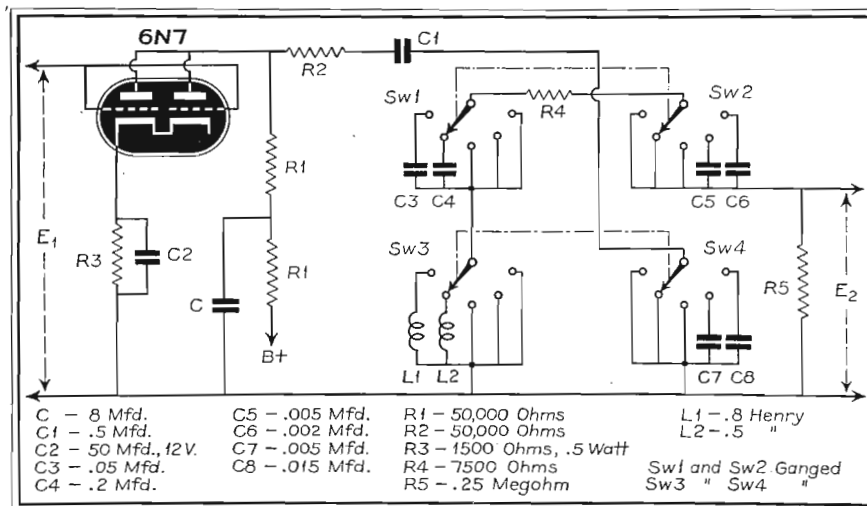 6N7
C1
R2
Sw1
Sw2
R4
R1
C3 C4
C5 C6
E1
R3
C2
R1
Sw3
Sw4
R5
E2
C
B+
L1 L2
C7 C8
C - 8 Mfd.
C1 - .5 Mfd.
C2 - 50 Mfd., 12V.
C3 - .05 Mfd.
C4 - .2 Mfd.
C5 - .005 Mfd.
C6 - .002 Mfd.
C7 - .005 Mfd.
C8 - .015 Mfd.
R1 - 50,000 Ohms
R2 - 50,000 Ohms
R3 - 1500 Ohms, .5 Watt
R4 - 7500 Ohms
R5 - .25 Megohm
L1 - .8 Henry
L2 - .5 "
Sw1 and Sw2 Ganged
Sw3 " Sw4 "